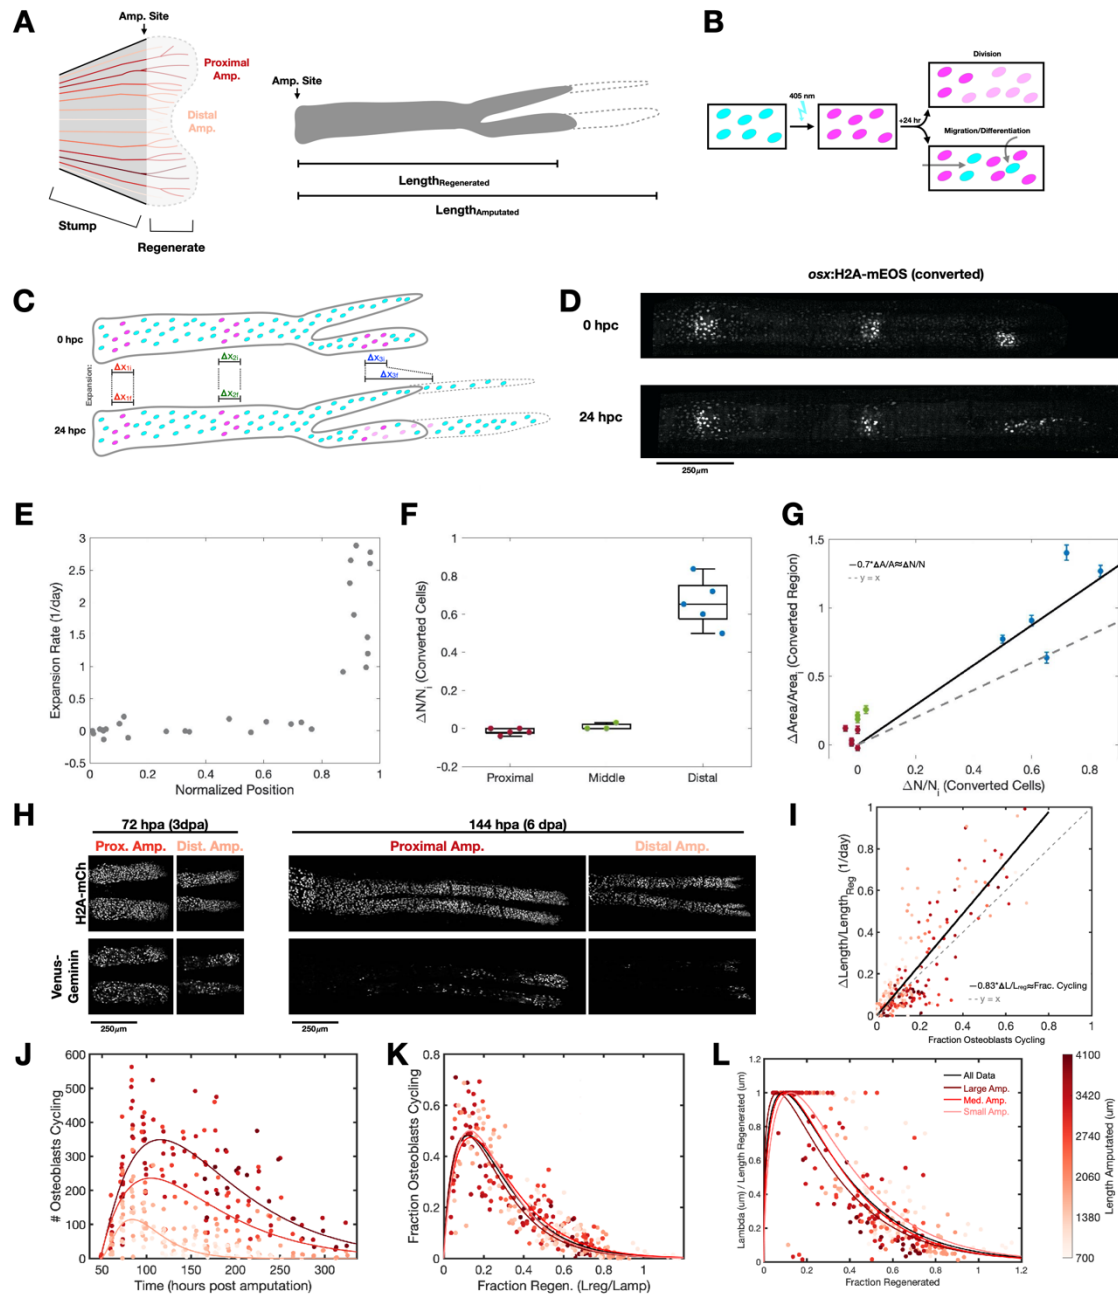 A
Amp. Site
Proximal
Amp.
Distal
Amp.
Stump
Regenerate
Amp. Site
LengthRegenerated
LengthAmputated
B
Division
405 nm
+24 hr
Migration/Differentiation
C
0 hpc
Expansion:
Δx1i
Δx2i
Δx3i
Δx1f
Δx2f
Δx3f
24 hpc
D
osx:H2A-mEOS (converted)
0 hpc
24 hpc
250μm
E
Expansion Rate (1/day)
3
2.5
2
1.5
1
0.5
0
-0.5
0 0.2 0.4 0.6 0.8 1
Normalized Position
F
ΔN/Ni (Converted Cells)
1
0.8
0.6
0.4
0.2
0
-0.2
Proximal Middle Distal
G
ΔArea/Areai (Converted Region)
1.5
1
0.5
0
0 0.2 0.4 0.6 0.8
ΔN/Ni (Converted Cells)
—0.7*ΔA/A≈ΔN/N
-- y = x
H
72 hpa (3dpa)
144 hpa (6 dpa)
Prox. Amp. Dist. Amp.
Proximal Amp.
Distal Amp.
H2A-mCh
Venus-
Geminin
250μm
250μm
I
ΔLength/LengthReg (1/day)
1
0.8
0.6
0.4
0.2
0
0 0.2 0.4 0.6 0.8 1
Fraction Osteoblasts Cycling
—0.83*ΔL/Lreg≈Frac. Cycling
-- y = x
J
# Osteoblasts Cycling
600
500
400
300
200
100
0
50 100 150 200 250 300
Time (hours post amputation)
K
Fraction Osteoblasts Cycling
0.8
0.6
0.4
0.2
0
0 0.2 0.4 0.6 0.8 1
Fraction Regen. (Lreg/Lamp)
L
Lambda (um) / Length Regenerated (um)
1.2
1
0.8
0.6
0.4
0.2
0
0 0.2 0.4 0.6 0.8 1 1.2
Fraction Regenerated
All Data
Large Amp.
Med. Amp.
Small Amp.
4100
3420
2740
2060
1380
700
Length Amputated (um)